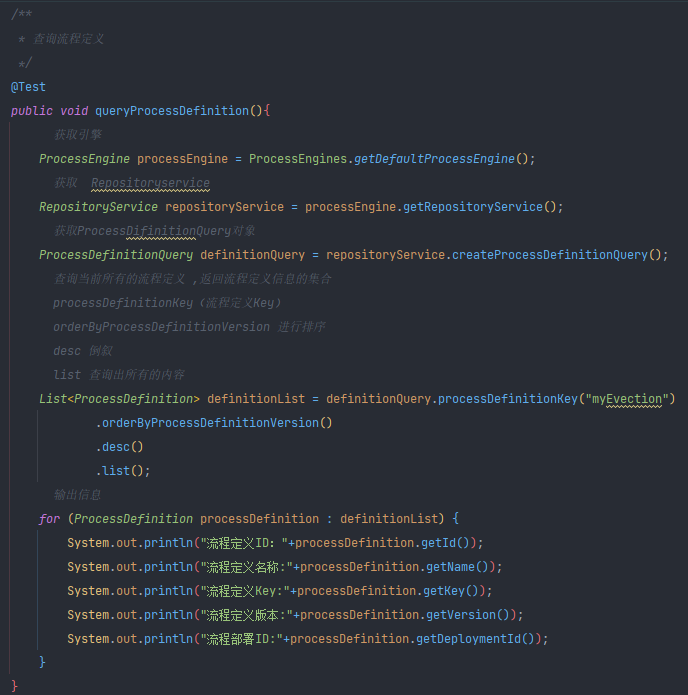 /**
 * 查询流程定义
 */
@Test
public void queryProcessDefinition(){
获取引擎
ProcessEngine processEngine = ProcessEngines.getDefaultProcessEngine();
获取  Repositoryservice
RepositoryService repositoryService = processEngine.getRepositoryService();
获取ProcessDifinitionQuery对象
ProcessDefinitionQuery definitionQuery = repositoryService.createProcessDefinitionQuery();
查询当前所有的流程定义 ,返回流程定义信息的集合
processDefinitionKey（流程定义Key）
orderByProcessDefinitionVersion 进行排序
desc 例叙
list 查询出所有的内容
List<ProcessDefinition> definitionList = definitionQuery.processDefinitionKey("myEvection")
.orderByProcessDefinitionVersion()
.desc()
.list();
输出信息
for (ProcessDefinition processDefinition : definitionList) {
System.out.println("流程定义ID："+processDefinition.getId());
System.out.println("流程定义名称:"+processDefinition.getName());
System.out.println("流程定义Key:"+processDefinition.getKey());
System.out.println("流程定义版本:"+processDefinition.getVersion());
System.out.println("流程部署ID:"+processDefinition.getDeploymentId());
}
}